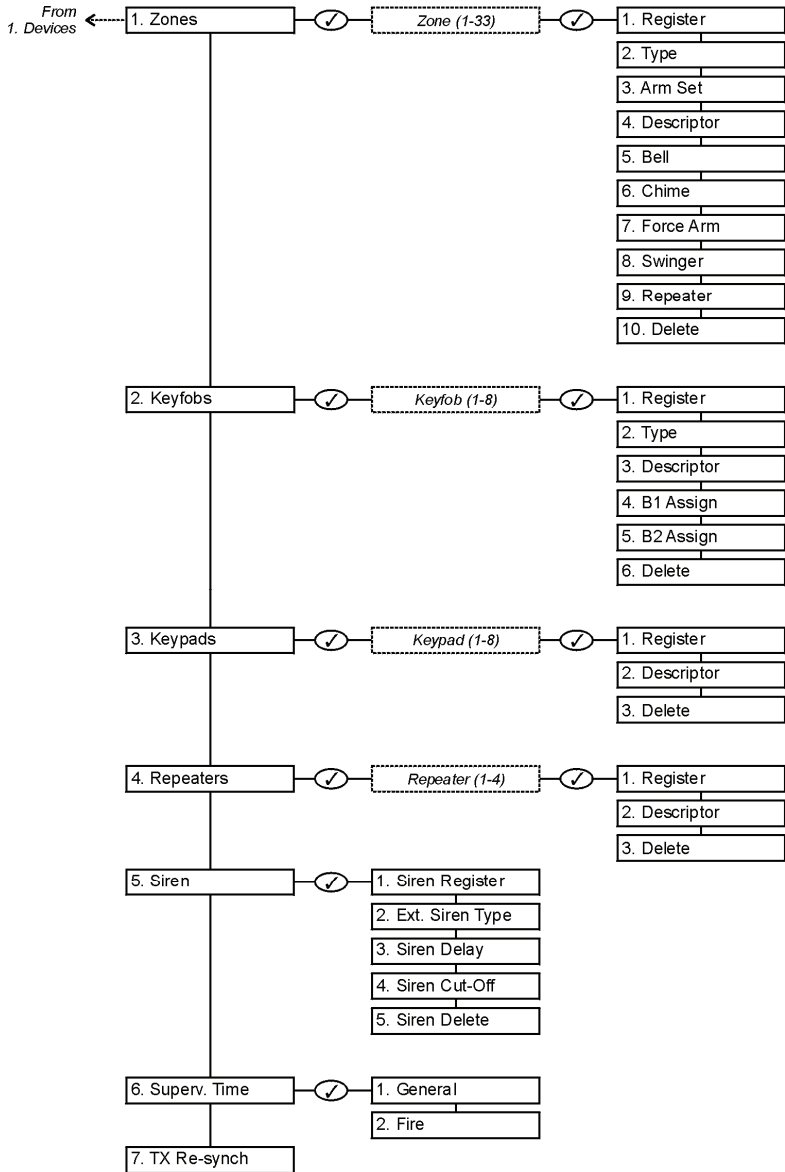 From
1. Devices
1. Zones
Zone (1-33)
1. Register
2. Type
3. Arm Set
4. Descriptor
5. Bell
6. Chime
7. Force Arm
8. Swinger
9. Repeater
10. Delete
2. Keyfobs
Keyfob (1-8)
1. Register
2. Type
3. Descriptor
4. B1 Assign
5. B2 Assign
6. Delete
3. Keypads
Keypad (1-8)
1. Register
2. Descriptor
3. Delete
4. Repeaters
Repeater (1-4)
1. Register
2. Descriptor
3. Delete
5. Siren
1. Siren Register
2. Ext. Siren Type
3. Siren Delay
4. Siren Cut-Off
5. Siren Delete
6. Superv. Time
1. General
2. Fire
7. TX Re-synch